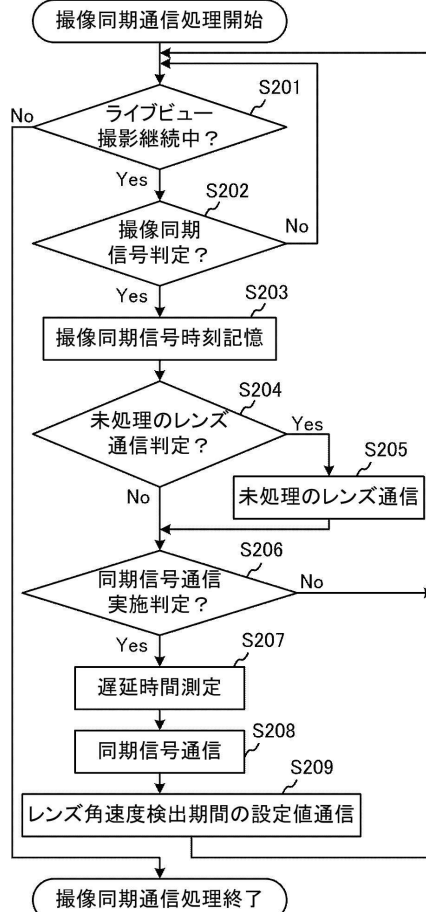 撮像同期通信処理開始
S201
No
ライブビュー
撮影継続中？
Yes
S202
撮像同期
信号判定？
No
Yes
S203
撮像同期信号時刻記憶
S204
未処理のレンズ
通信判定？
Yes
S205
No
未処理のレンズ通信
S206
同期信号通信
実施判定？
No
Yes
S207
遅延時間測定
S208
同期信号通信
S209
レンズ角速度検出期間の設定値通信
撮像同期通信処理終了